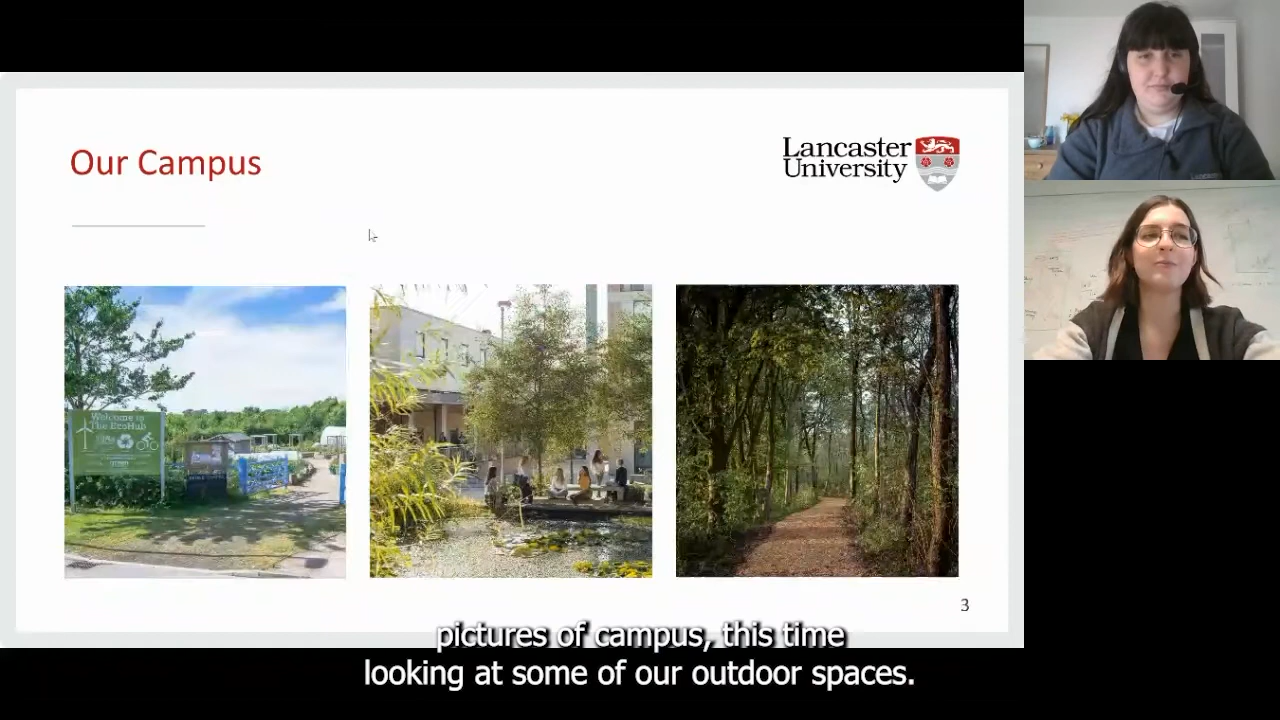 Our Campus
Lancaster
University
Welcome to
The EcoHub
3
pictures of campus, this time
looking at some of our outdoor spaces.